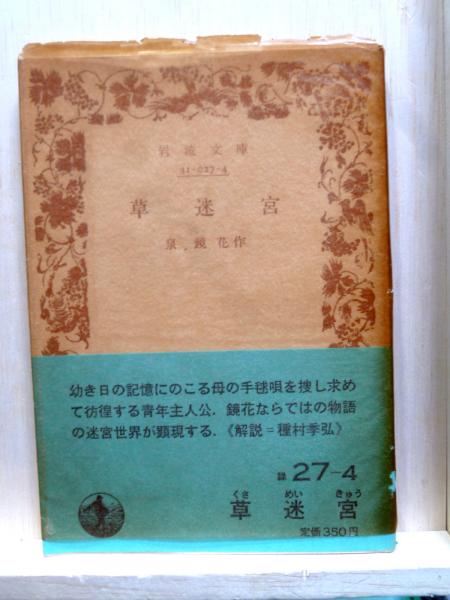 岩波文庫
31-027-4
草迷宮
泉鏡花作
幼き日の記憶にのこる母の手毬唄を捜し求め
て彷徨する青年主人公．鏡花ならではの物語
の迷宮世界が顕現する．《解説＝種村季弘》
緑 27-4
くさ めい きゅう
草迷宮
定価350円